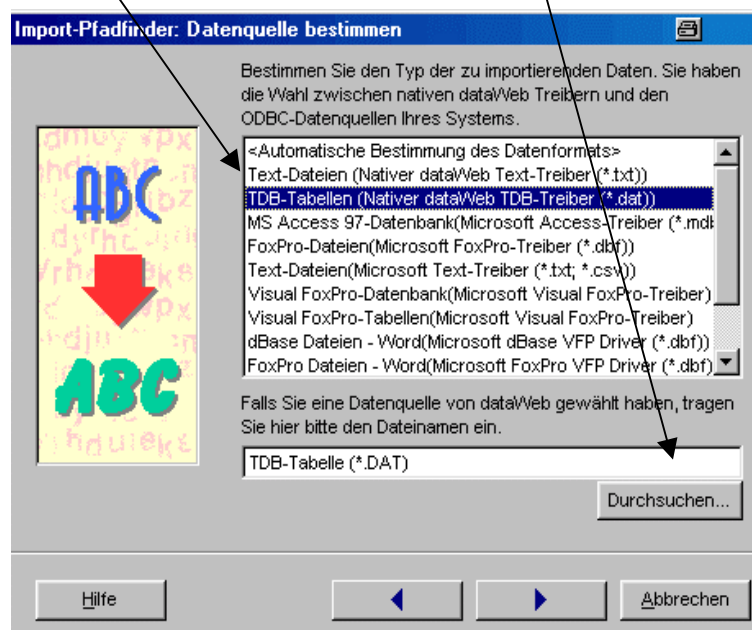 Import-Pfadfinder: Datenquelle bestimmen
Bestimmen Sie den Typ der zu importierenden Daten. Sie haben
die Wahl zwischen nativen dataWeb Treibern und den
ODBC-Datenquellen Ihres Systems.
<Automatische Bestimmung des Datenformats>
Text-Dateien (Nativer dataWeb Text-Treiber (*.txt))
TDB-Tabellen (Nativer dataWeb TDB-Treiber (*.dat))
MS Access 97-Datenbank(Microsoft Access-Treiber (*.mdb
FoxPro-Dateien(Microsoft FoxPro-Treiber (*.dbf))
Text-Dateien(Microsoft Text-Treiber (*.txt; *.csv))
Visual FoxPro-Datenbank(Microsoft Visual FoxPro-Treiber)
Visual FoxPro-Tabellen(Microsoft Visual FoxPro-Treiber)
dBase Dateien - Word(Microsoft dBase VFP Driver (*.dbf))
FoxPro Dateien - Word(Microsoft FoxPro VFP Driver (*.dbf)
ABC
ABC
Falls Sie eine Datenquelle von dataWeb gewählt haben, tragen
Sie hier bitte den Dateinamen ein.
TDB-Tabelle (*.DAT)
Durchsuchen...
Hilfe
Abbrechen